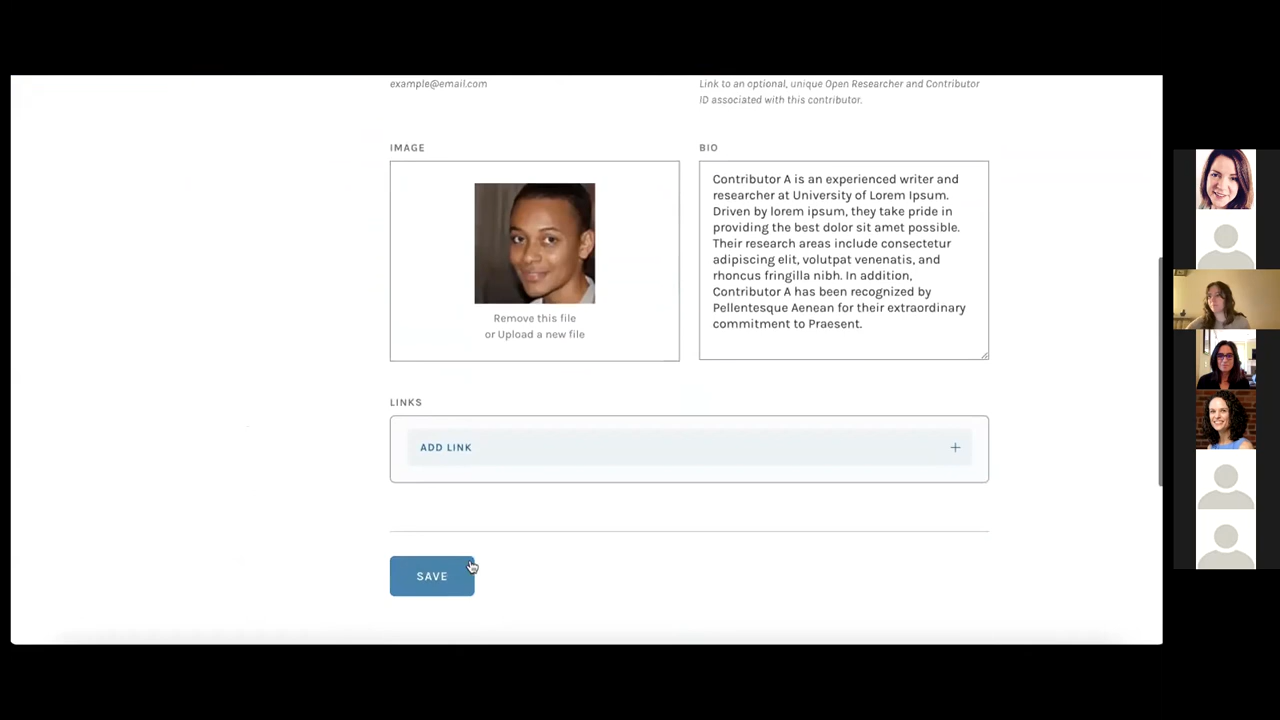 example@email.com
Link to an optional, unique Open Researcher and Contributor
ID associated with this contributor.
IMAGE
Remove this file
or Upload a new file
BIO
Contributor A is an experienced writer and
researcher at University of Lorem Ipsum.
Driven by lorem ipsum, they take pride in
providing the best dolor sit amet possible.
Their research areas include consectetur
adipiscing elit, volutpat venenatis, and
rhoncus fringilla nibh. In addition,
Contributor A has been recognized by
Pellentesque Aenean for their extraordinary
commitment to Praesent.
LINKS
ADD LINK
SAVE